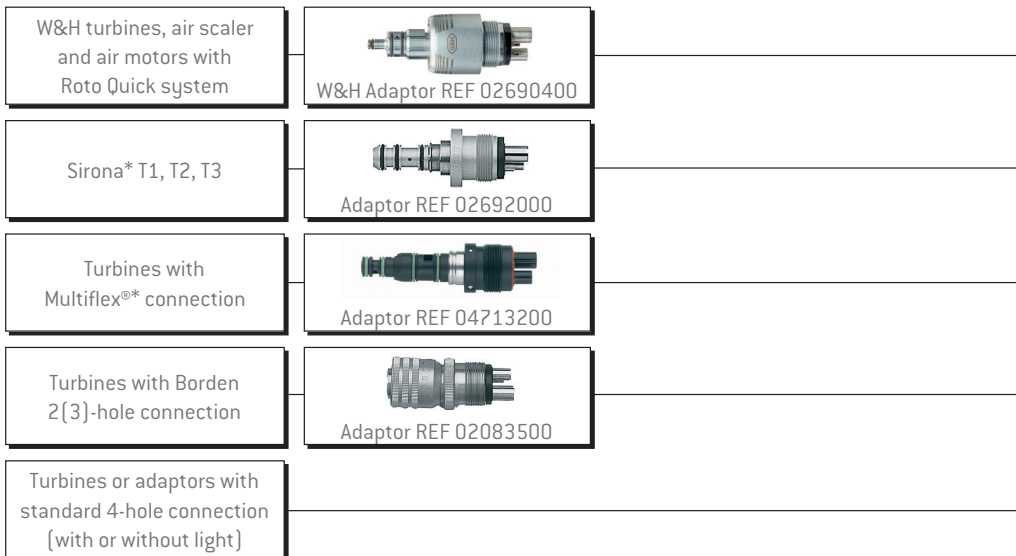 W&H turbines, air scaler
and air motors with
Roto Quick system
W&H Adaptor REF 02690400
Sirona* T1, T2, T3
Adaptor REF 02692000
Turbines with
Multiflex®* connection
Adaptor REF 04713200
Turbines with Borden
2(3)-hole connection
Adaptor REF 02083500
Turbines or adaptors with
standard 4-hole connection
(with or without light)